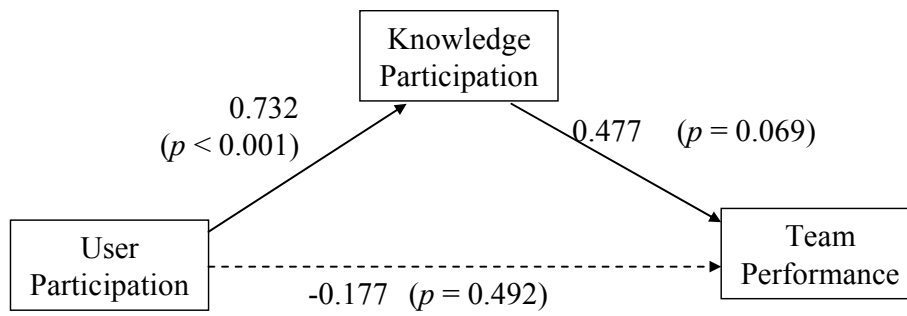 Knowledge
Participation
0.732
(p < 0.001)
0.477 (p = 0.069)
User
Participation
Team
Performance
-0.177 (p = 0.492)